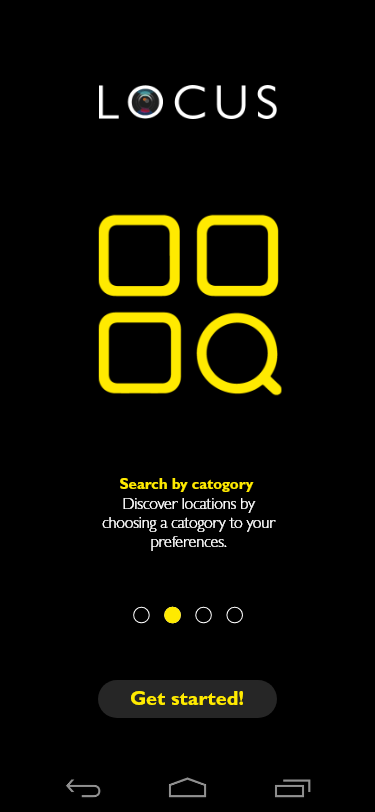 LOCUS
Search by catogory
Discover locations by
choosing a catogory to your
preferences.
Get started!